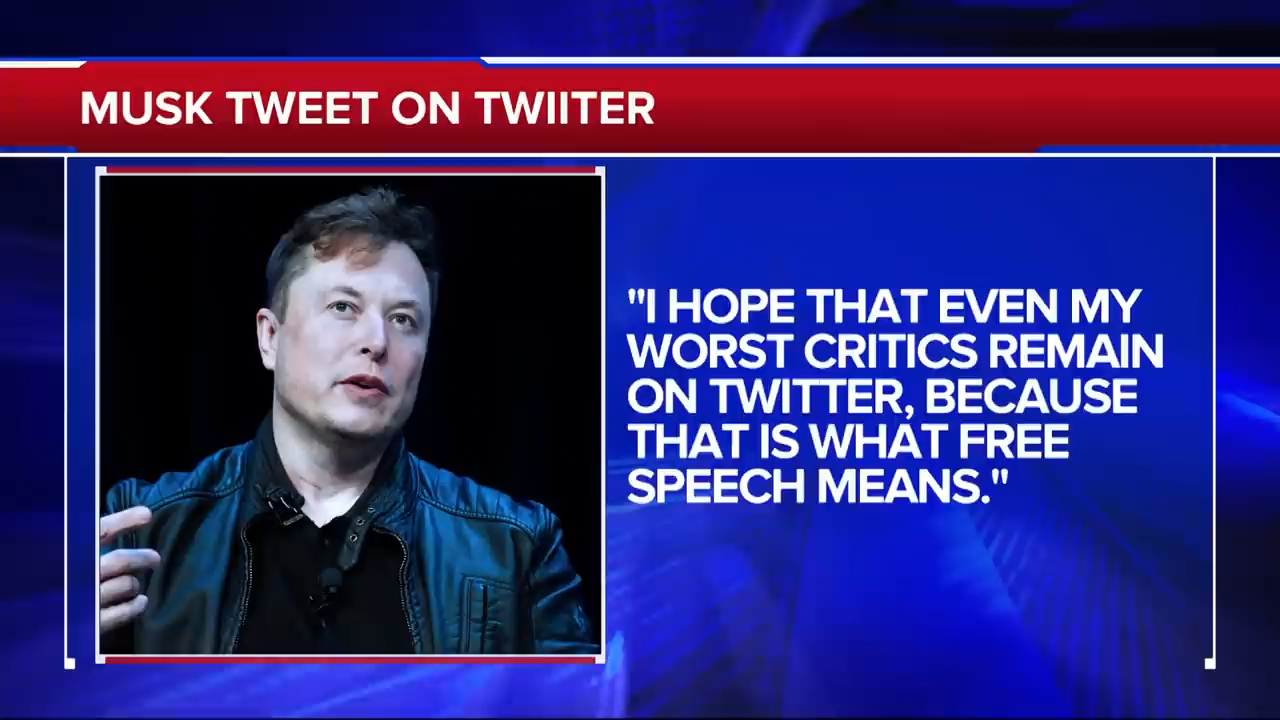 MUSK TWEET ON TWIITER
"I HOPE THAT EVEN MY
WORST CRITICS REMAIN
ON TWITTER, BECAUSE
THAT IS WHAT FREE
SPEECH MEANS."